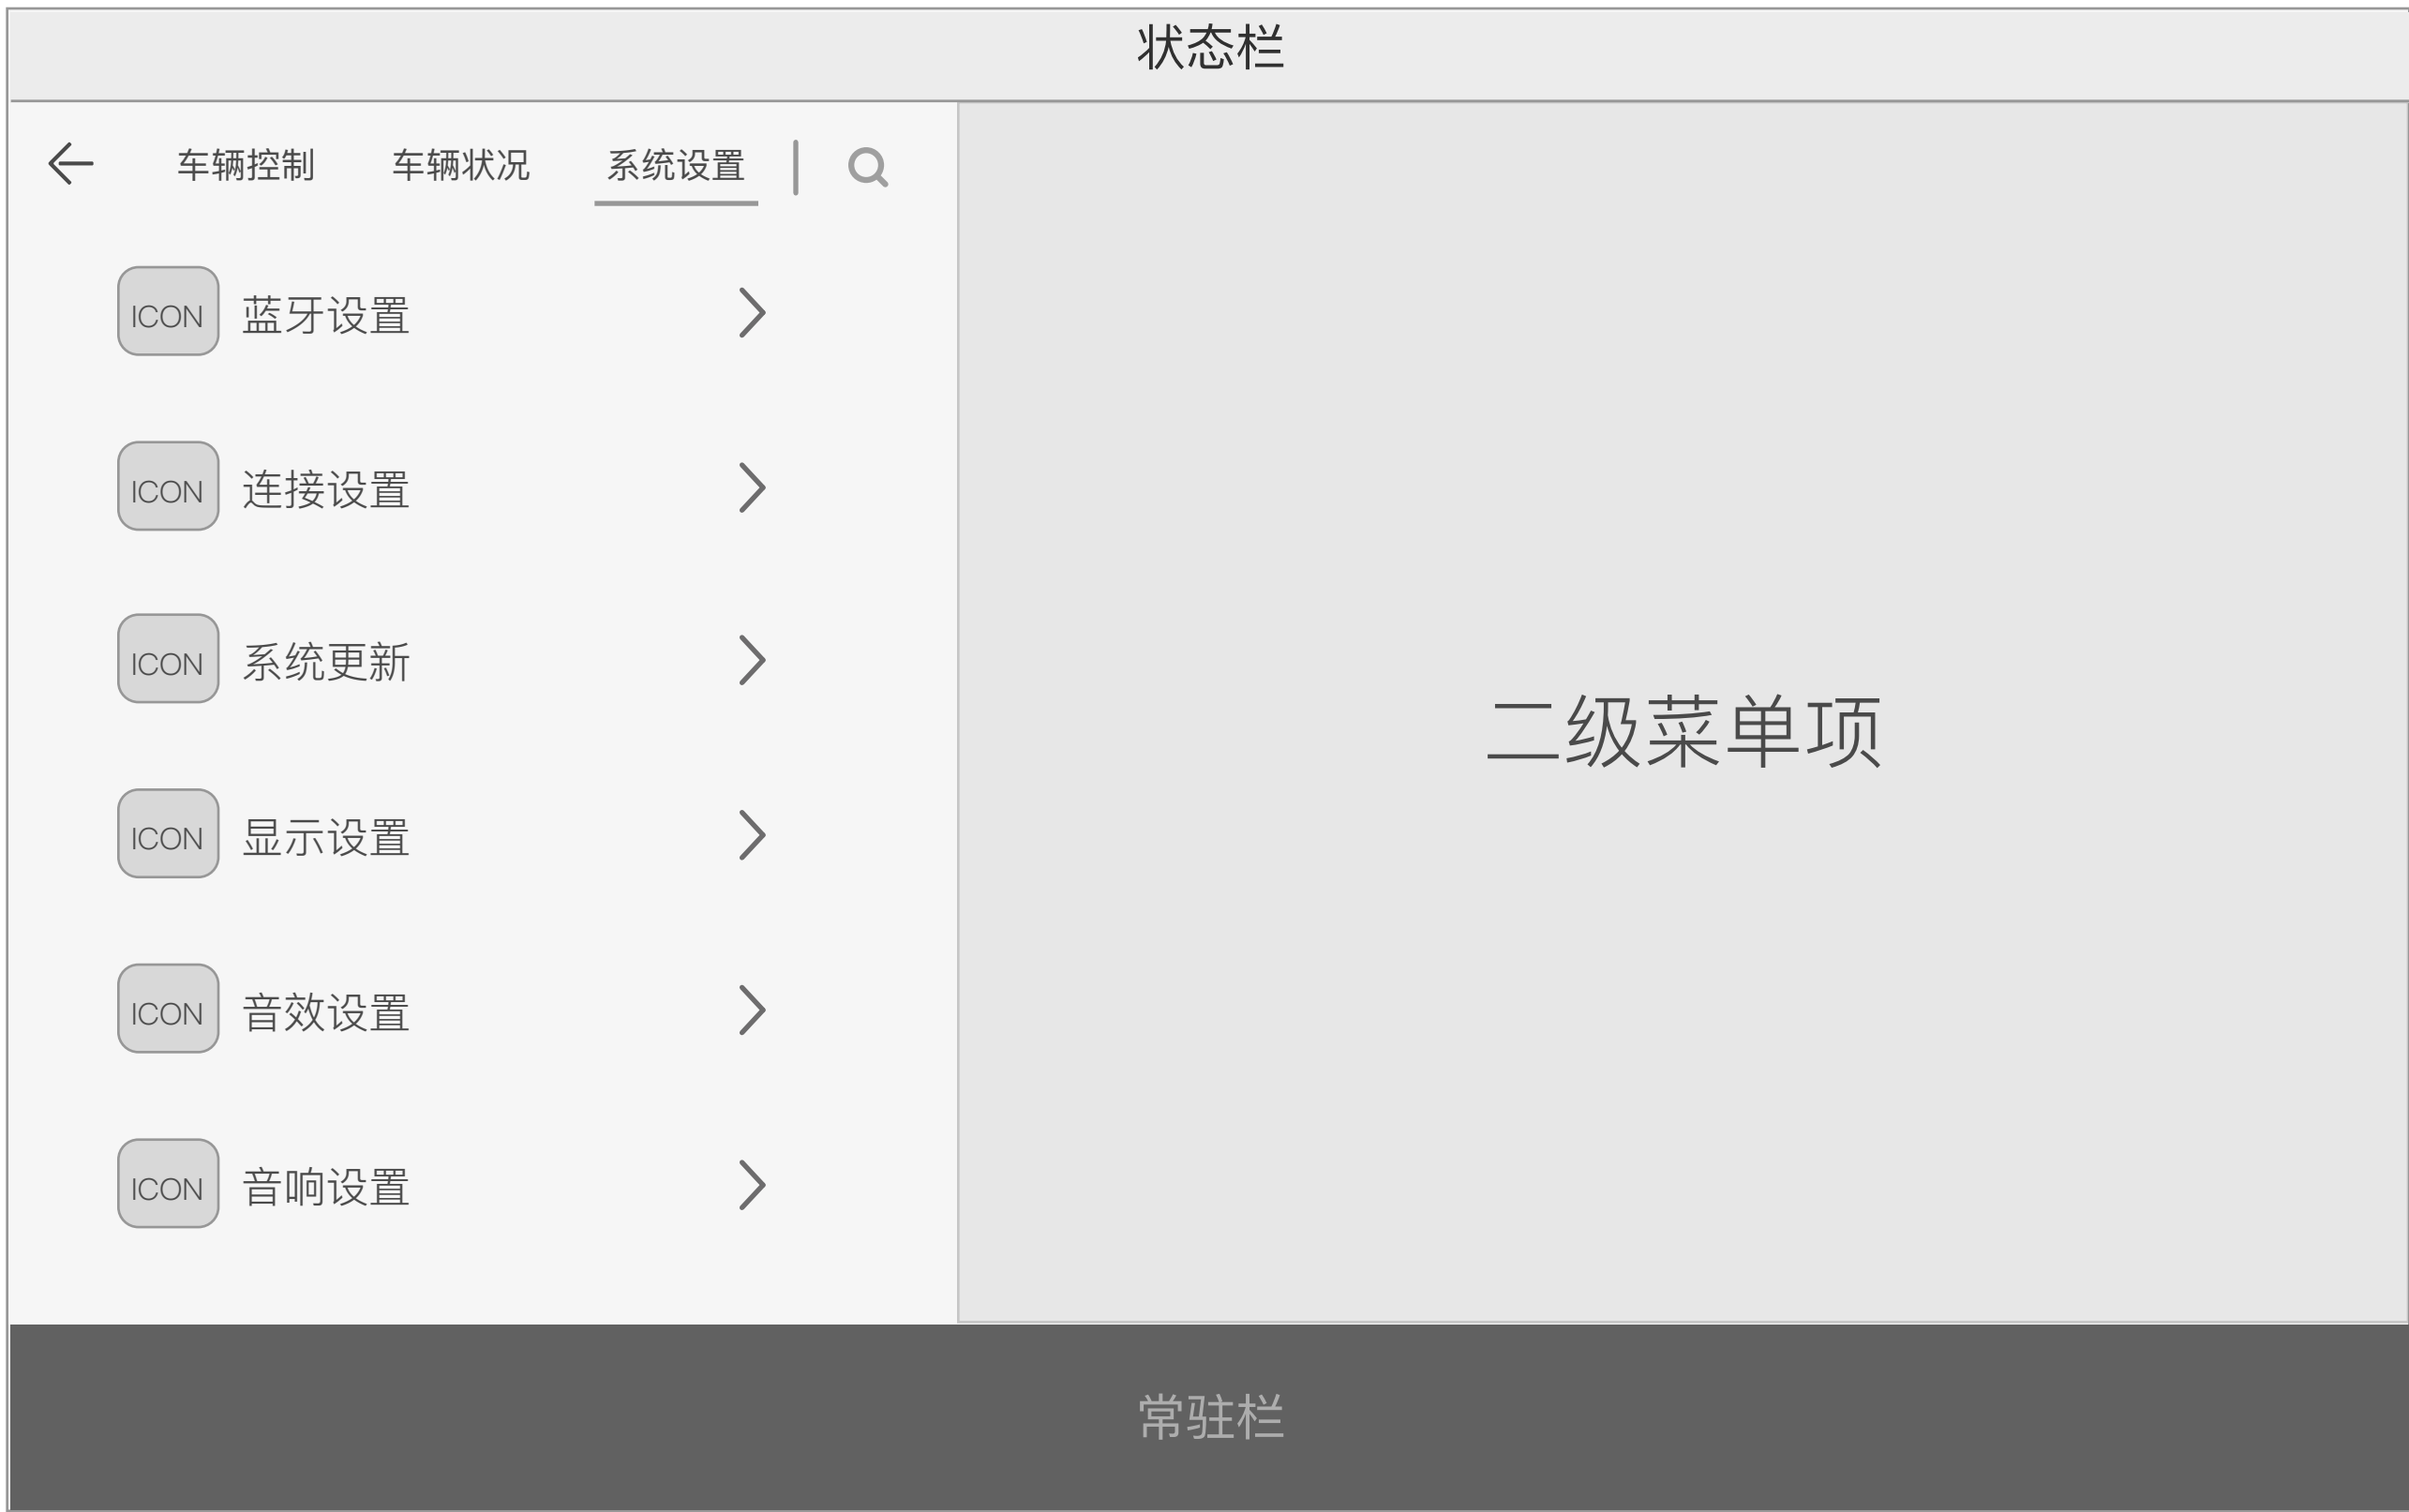 状态栏
车辆控制 车辆状况 系统设置
ICON 蓝牙设置
ICON 连接设置
ICON 系统更新
二级菜单项
ICON 显示设置
ICON 音效设置
ICON 音响设置
常驻栏